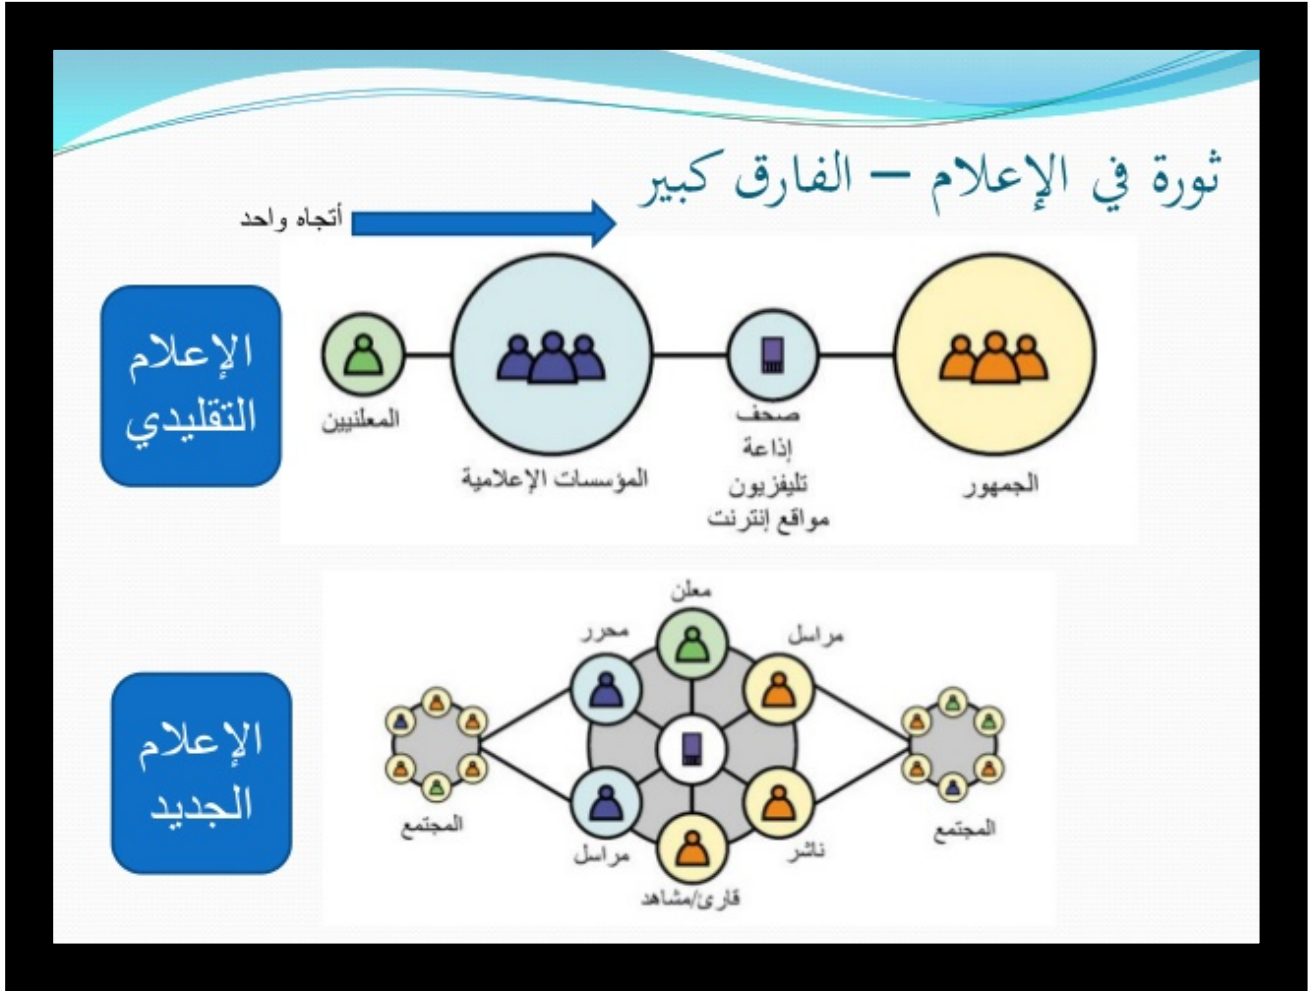 ثورة في الإعلام – الفارق كبير
أتجاه واحد
الإعلام
التقليدي
المعلنيين
المؤسسات الإعلامية
صحف
إذاعة
تليفزيون
مواقع إنترنت
الجمهور
الإعلام
الجديد
معلن
محرر
مراسل
المجتمع
المجتمع
مراسل
ناشر
قارئ/مشاهد